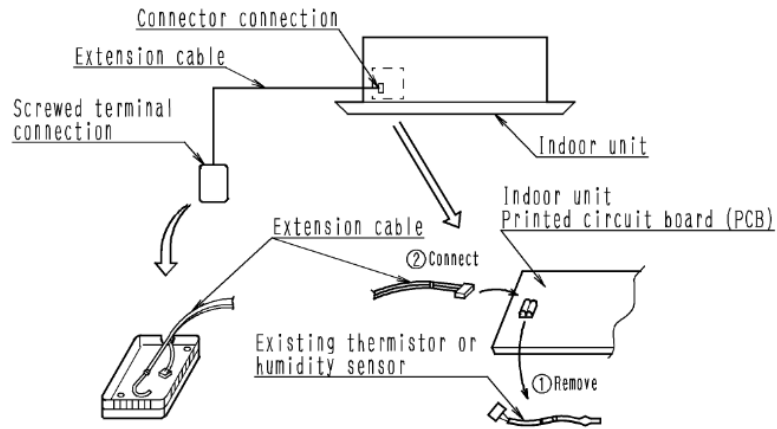 Connector connection
Extension cable
Screwed terminal
connection
Indoor unit
Indoor unit
Printed circuit board (PCB)
Extension cable
②Connect
Existing thermistor or
humidity sensor
①Remove